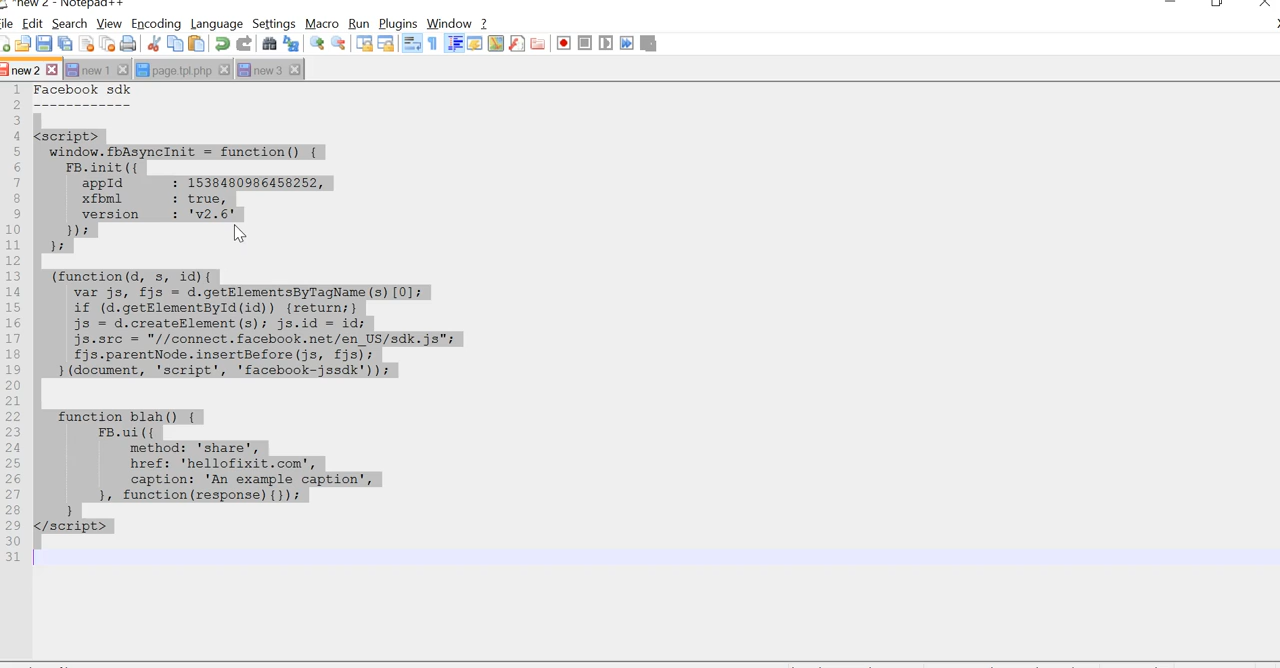 *new 2 - Notepad++
File Edit Search View Encoding Language Settings Macro Run Plugins Window ?
new 2 new 1 page.tpl.php new 3
1 Facebook sdk
2 ------------
3
4 <script>
5 window.fbAsyncInit = function() {
6 FB.init({
7 appId : 1538480986458252,
8 xfbml : true,
9 version : 'v2.6'
10 });
11 };
12
13 (function(d, s, id){
14 var js, fjs = d.getElementsByTagName(s)[0];
15 if (d.getElementById(id)) {return;}
16 js = d.createElement(s); js.id = id;
17 js.src = "//connect.facebook.net/en_US/sdk.js";
18 fjs.parentNode.insertBefore(js, fjs);
19 }(document, 'script', 'facebook-jssdk'));
20
21
22 function blah() {
23 FB.ui({
24 method: 'share',
25 href: 'hellofixit.com',
26 caption: 'An example caption',
27 }, function(response){});
28 }
29 </script>
30
31